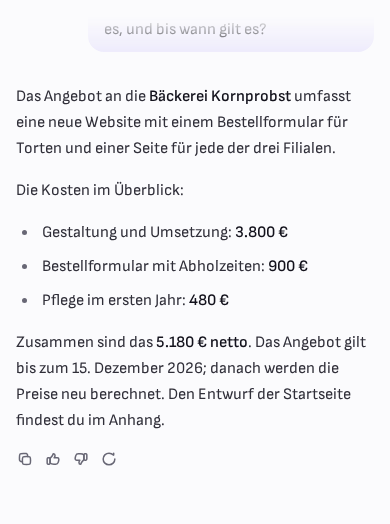 es, und bis wann gilt es?
Das Angebot an die Bäckerei Kornprobst umfasst
eine neue Website mit einem Bestellformular für
Torten und einer Seite für jede der drei Filialen.
Die Kosten im Überblick:
Gestaltung und Umsetzung: 3.800 €
Bestellformular mit Abholzeiten: 900 €
Pflege im ersten Jahr: 480 €
Zusammen sind das 5.180 € netto. Das Angebot gilt
bis zum 15. Dezember 2026; danach werden die
Preise neu berechnet. Den Entwurf der Startseite
findest du im Anhang.